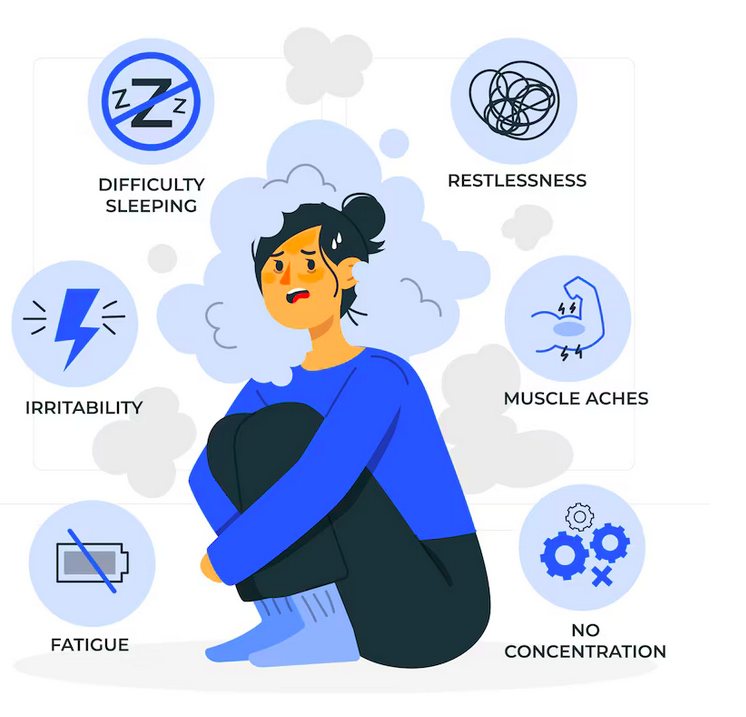 Z Z Z
DIFFICULTY
SLEEPING
RESTLESSNESS
IRRITABILITY
MUSCLE ACHES
FATIGUE
NO
CONCENTRATION